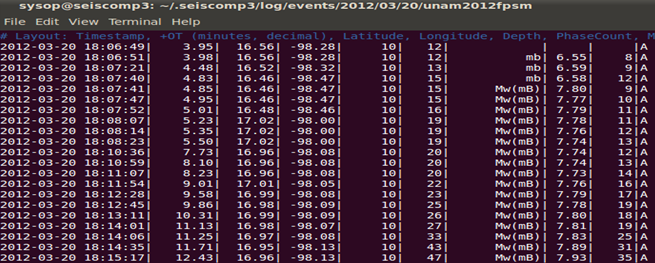 sysop@seiscomp3: ~/.seiscomp3/log/events/2012/03/20/unam2012fpsm
File Edit View Terminal Help
# Layout: Timestamp, +OT (minutes, decimal), Latitude, Longitude, Depth, PhaseCount, M
2012-03-20 18:06:49| 3.95| 16.56| -98.28| 10| 12| | | |A
2012-03-20 18:06:51| 3.98| 16.56| -98.28| 10| 12| mb| 6.55| 8|A
2012-03-20 18:07:21| 4.48| 16.52| -98.32| 10| 13| mb| 6.59| 9|A
2012-03-20 18:07:40| 4.83| 16.46| -98.47| 10| 15| mb| 6.58| 12|A
2012-03-20 18:07:41| 4.85| 16.46| -98.47| 10| 15| Mw(mB)| 7.80| 9|A
2012-03-20 18:07:47| 4.95| 16.46| -98.47| 10| 15| Mw(mB)| 7.77| 10|A
2012-03-20 18:07:52| 5.01| 16.48| -98.46| 10| 16| Mw(mB)| 7.79| 11|A
2012-03-20 18:08:07| 5.23| 17.02| -98.00| 10| 19| Mw(mB)| 7.78| 11|A
2012-03-20 18:08:14| 5.35| 17.02| -98.00| 10| 19| Mw(mB)| 7.76| 12|A
2012-03-20 18:08:23| 5.50| 17.02| -98.00| 10| 19| Mw(mB)| 7.74| 13|A
2012-03-20 18:10:36| 7.73| 16.96| -98.08| 10| 20| Mw(mB)| 7.74| 12|A
2012-03-20 18:10:59| 8.10| 16.96| -98.08| 10| 20| Mw(mB)| 7.74| 13|A
2012-03-20 18:11:07| 8.23| 16.96| -98.08| 10| 20| Mw(mB)| 7.73| 14|A
2012-03-20 18:11:54| 9.01| 17.01| -98.05| 10| 22| Mw(mB)| 7.76| 16|A
2012-03-20 18:12:28| 9.58| 16.99| -98.08| 10| 23| Mw(mB)| 7.79| 17|A
2012-03-20 18:12:45| 9.86| 16.98| -98.09| 10| 25| Mw(mB)| 7.78| 19|A
2012-03-20 18:13:11| 10.31| 16.99| -98.09| 10| 26| Mw(mB)| 7.80| 18|A
2012-03-20 18:14:01| 11.13| 16.98| -98.07| 10| 27| Mw(mB)| 7.81| 19|A
2012-03-20 18:14:06| 11.25| 16.97| -98.08| 10| 33| Mw(mB)| 7.83| 25|A
2012-03-20 18:14:35| 11.71| 16.95| -98.13| 10| 43| Mw(mB)| 7.89| 31|A
2012-03-20 18:15:17| 12.43| 16.96| -98.13| 10| 47| Mw(mB)| 7.93| 35|A